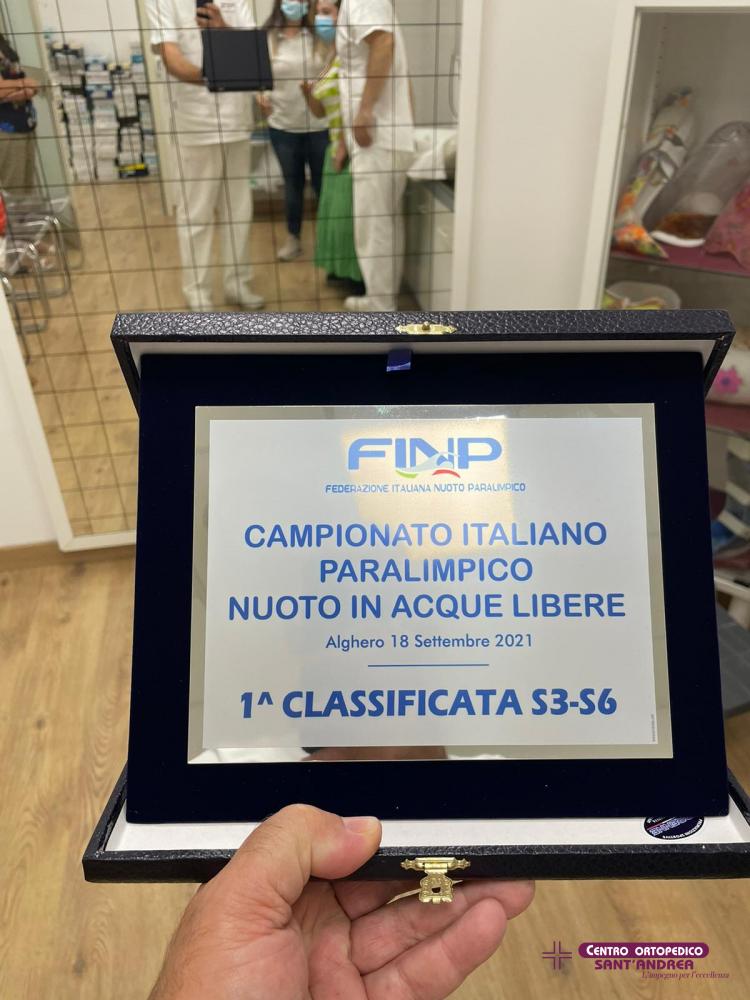 FINP
FEDERAZIONE ITALIANA NUOTO PARALIMPICO
CAMPIONATO ITALIANO
PARALIMPICO
NUOTO IN ACQUE LIBERE
Alghero 18 Settembre 2021
1^ CLASSIFICATA S3-S6
CENTRO ORTOPEDICO
SANT'ANDREA
L'impegno per l'eccellenza